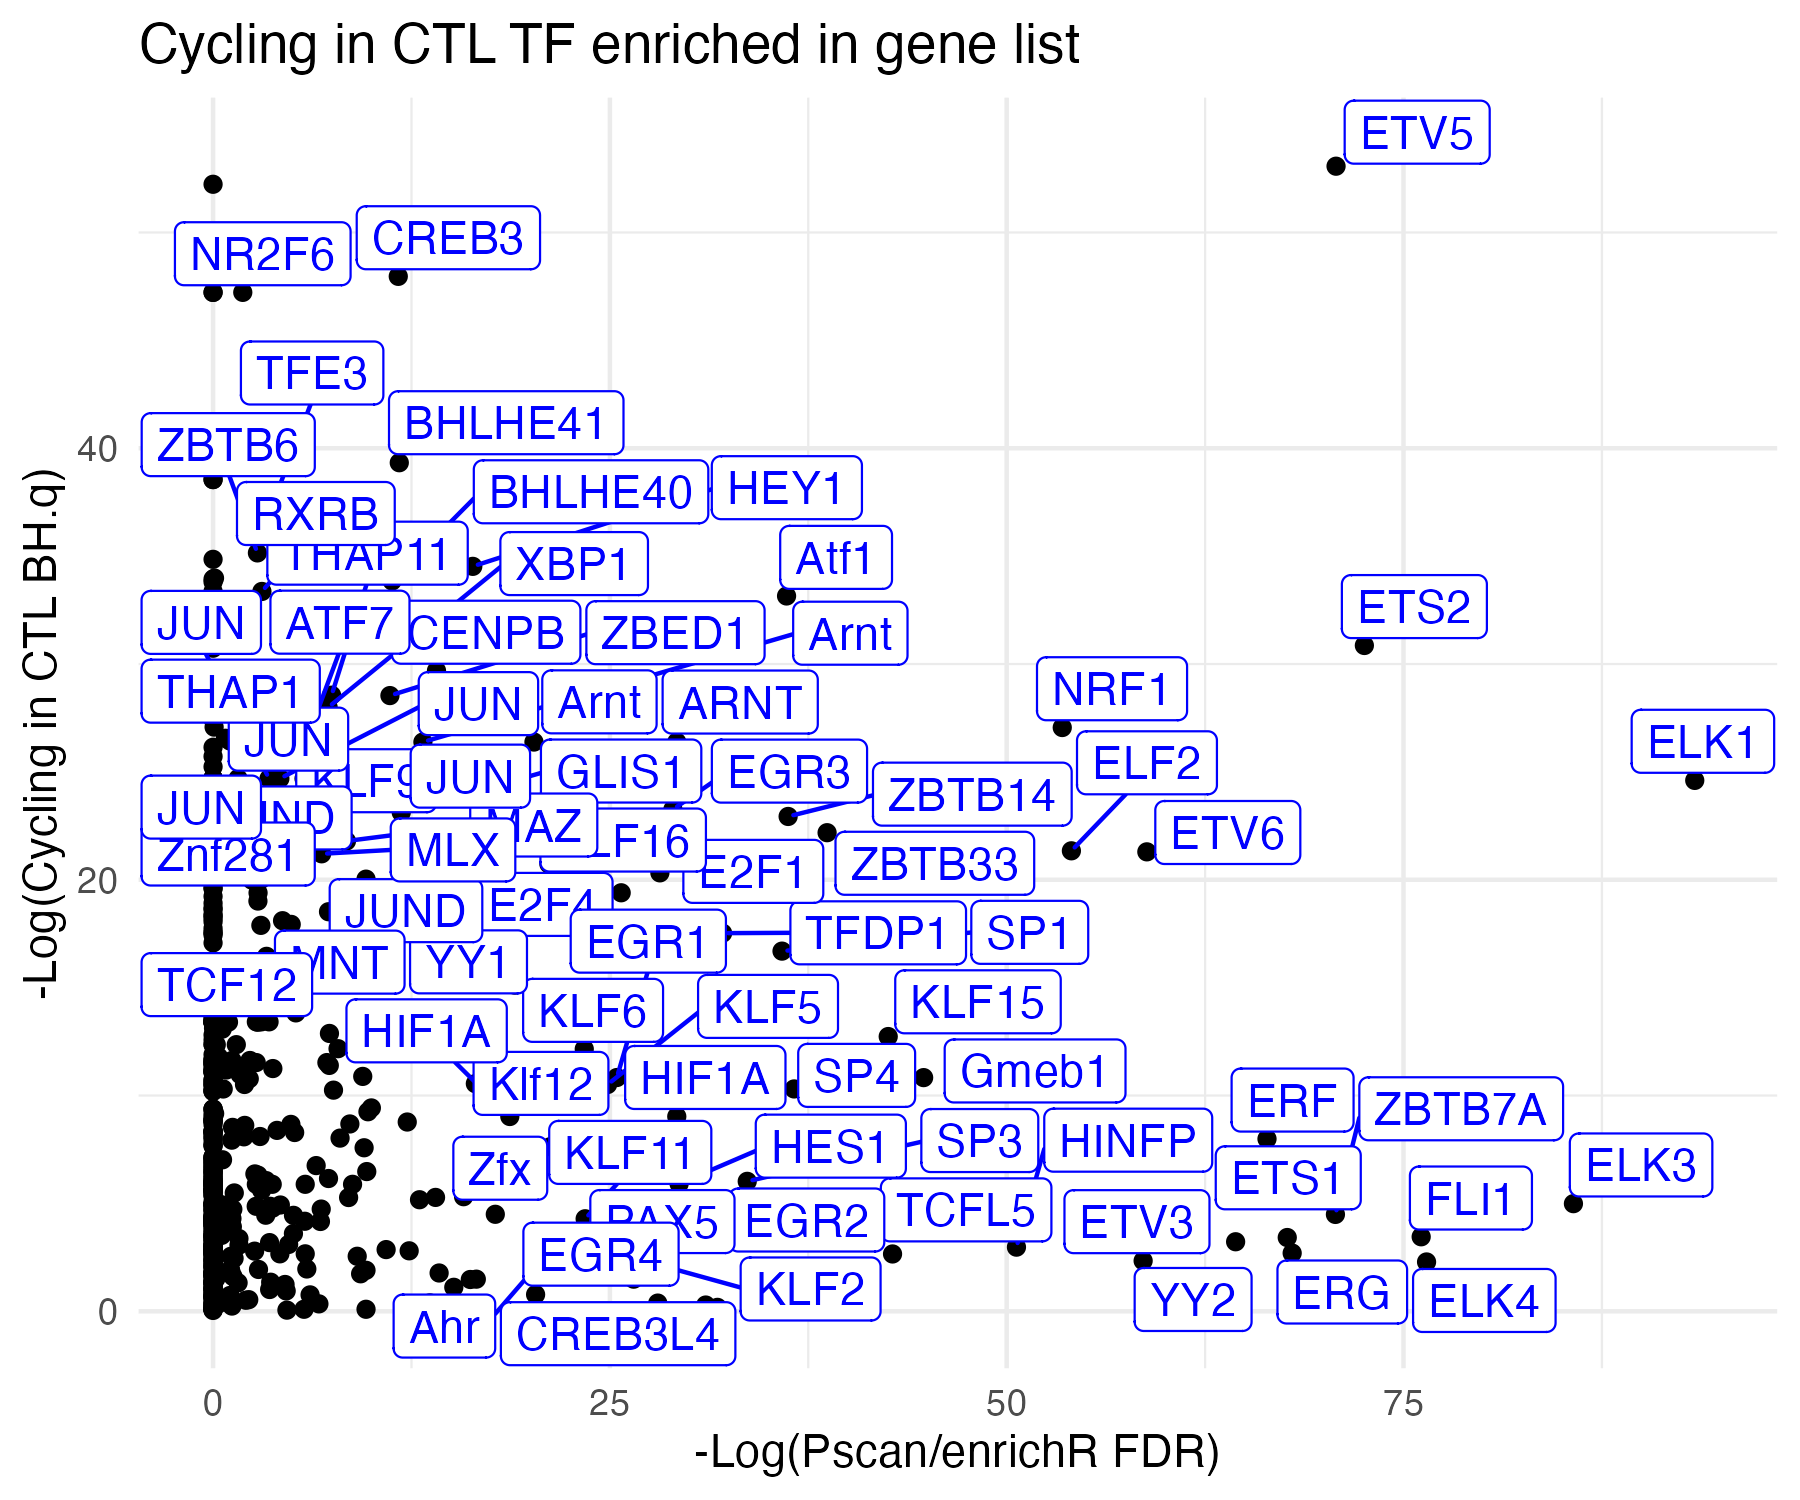 Cycling in CTL TF enriched in gene list
ETV5
CREB3
NR2F6
TFE3
BHLHE41
ZBTB6
HEY1
BHLHE40
RXRB
THAP11
Atf1
XBP1
ETS2
JUN
ATF7
CENPB
ZBED1
Arnt
NRF1
THAP1
JUN
Arnt
ARNT
JUN
ELK1
ELF2
KLF9
JUN
GLIS1
EGR3
ZBTB14
JUN
ETV6
MLX
MAZ
ZBTB33
Znf281
E2F1
JUND
E2F4
EGR1
TFDP1
SP1
MNT
YY1
TCF12
KLF6
KLF5
KLF15
HIF1A
Klf12
HIF1A
SP4
Gmeb1
ERF
ZBTB7A
Zfx
KLF11
HES1
SP3
HINFP
ETS1
ELK3
FLI1
PAX5
EGR2
TCFL5
ETV3
EGR4
KLF2
YY2
ERG
ELK4
Ahr
CREB3L4
40
20
0
0
25
50
75
-Log(Pscan/enrichR FDR)
-Log(Cycling in CTL BH.q)